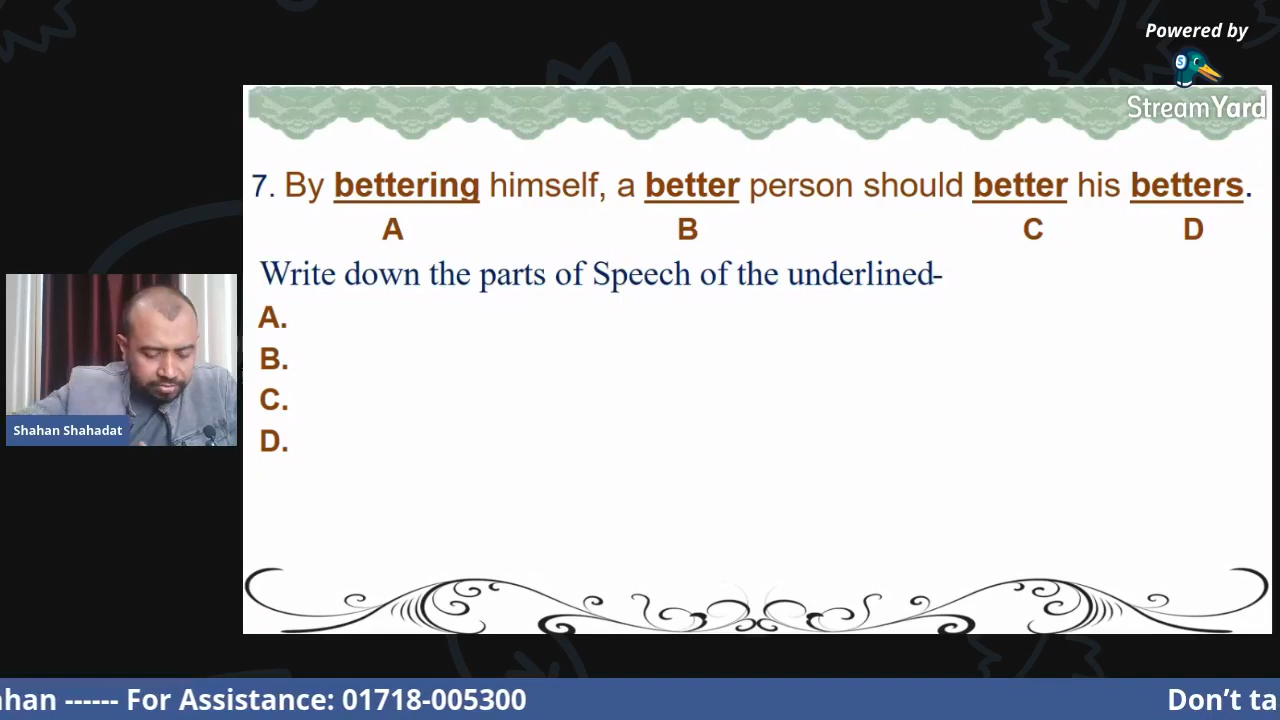 Powered by
StreamYard
7. By bettering himself, a better person should better his betters.
A B C D
Write down the parts of Speech of the underlined-
A.
B.
C.
D.
Shahan Shahadat
ahan ------ For Assistance: 01718-005300 Don’t ta